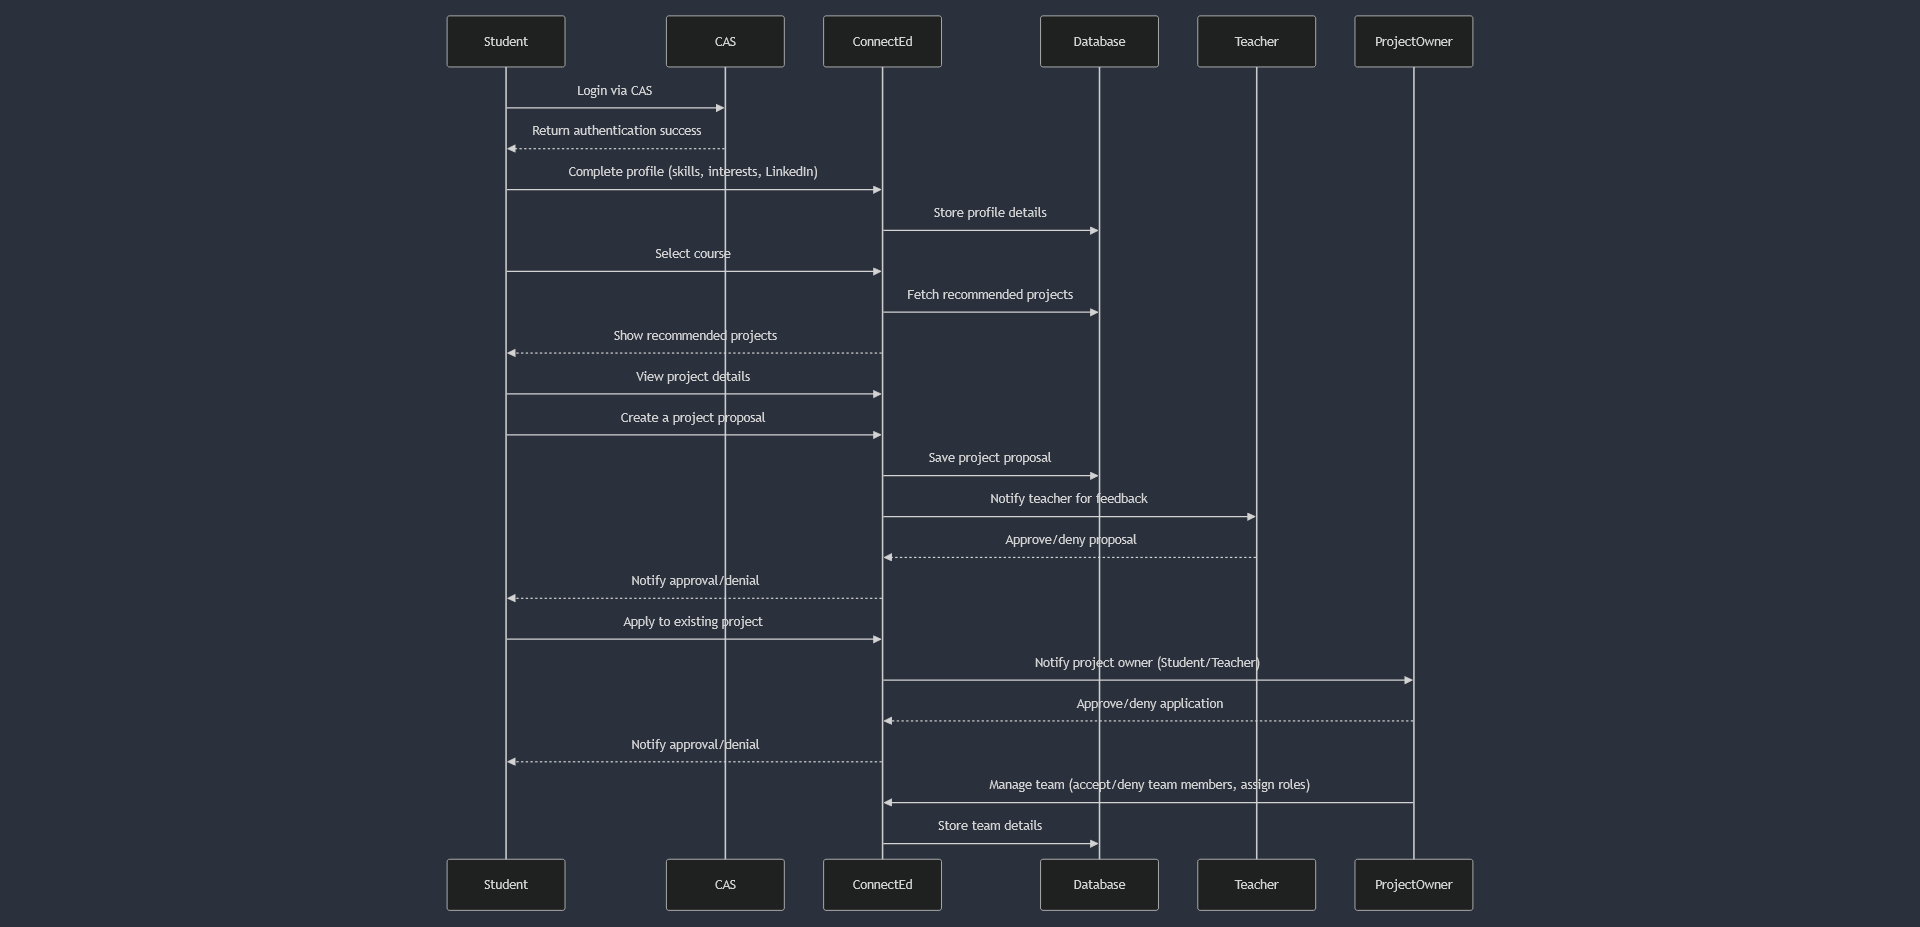 Student
CAS
ConnectEd
Database
Teacher
ProjectOwner
Login via CAS
Return authentication success
Complete profile (skills, interests, LinkedIn)
Store profile details
Select course
Fetch recommended projects
Show recommended projects
View project details
Create a project proposal
Save project proposal
Notify teacher for feedback
Approve/deny proposal
Notify approval/denial
Apply to existing project
Notify project owner (Student/Teacher)
Approve/deny application
Notify approval/denial
Manage team (accept/deny team members, assign roles)
Store team details
Student
CAS
ConnectEd
Database
Teacher
ProjectOwner